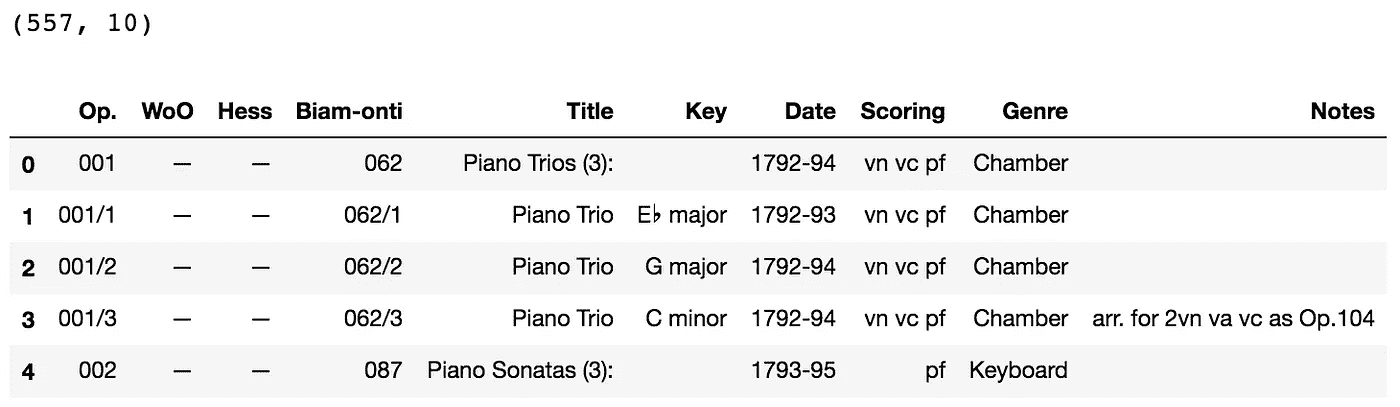 (557, 10)
Op. WoO Hess Biam-onti Title Key Date Scoring Genre Notes
0 001 — — 062 Piano Trios (3): 1792-94 vn vc pf Chamber
1 001/1 — — 062/1 Piano Trio E♭ major 1792-93 vn vc pf Chamber
2 001/2 — — 062/2 Piano Trio G major 1792-94 vn vc pf Chamber
3 001/3 — — 062/3 Piano Trio C minor 1792-94 vn vc pf Chamber arr. for 2vn va vc as Op.104
4 002 — — 087 Piano Sonatas (3): 1793-95 pf Keyboard